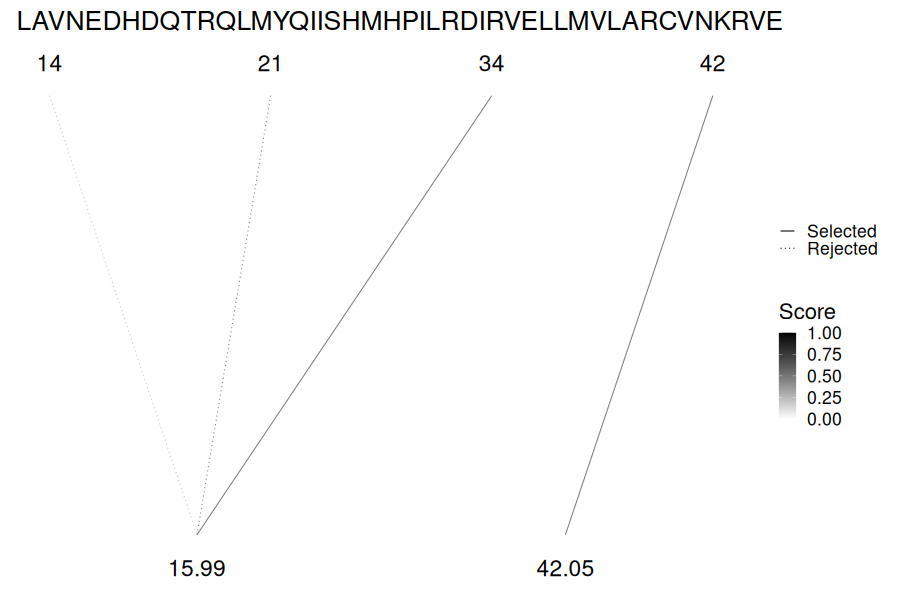 LAVNEDHDQTRQLMYQIISHMHPILRDIRVELLMVLARCVNKRVE
14 21 34 42
Selected
Rejected
Score
1.00
0.75
0.50
0.25
0.00
15.99 42.05